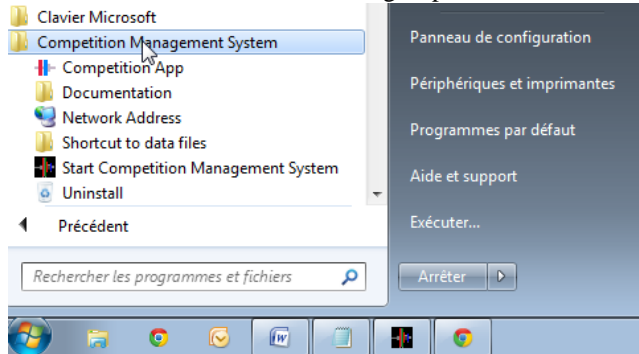 Clavier Microsoft
Competition Management System
Competition App
Documentation
Network Address
Shortcut to data files
Start Competition Management System
Uninstall
Précédent
Rechercher les programmes et fichiers
Panneau de configuration
Périphériques et imprimantes
Programmes par défaut
Aide et support
Exécuter...
Arrêter